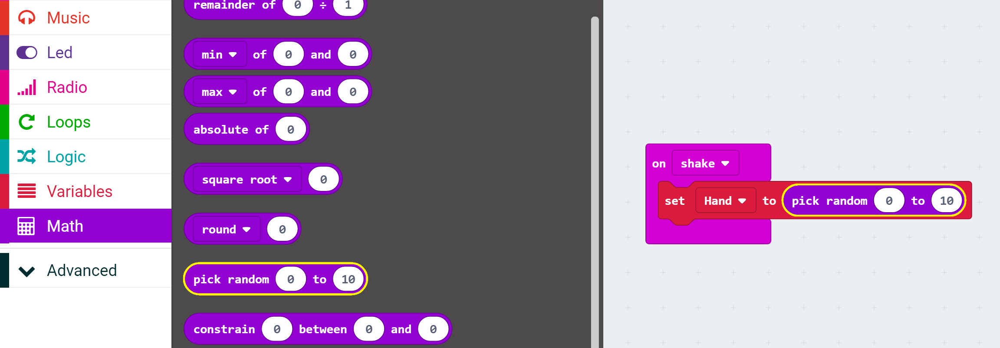 Music
Led
Radio
Loops
Logic
Variables
Math
Advanced
remainder of 0 ÷ 1
min of 0 and 0
max of 0 and 0
absolute of 0
square root 0
round 0
pick random 0 to 10
constrain 0 between 0 and 0
on shake
set Hand to pick random 0 to 10